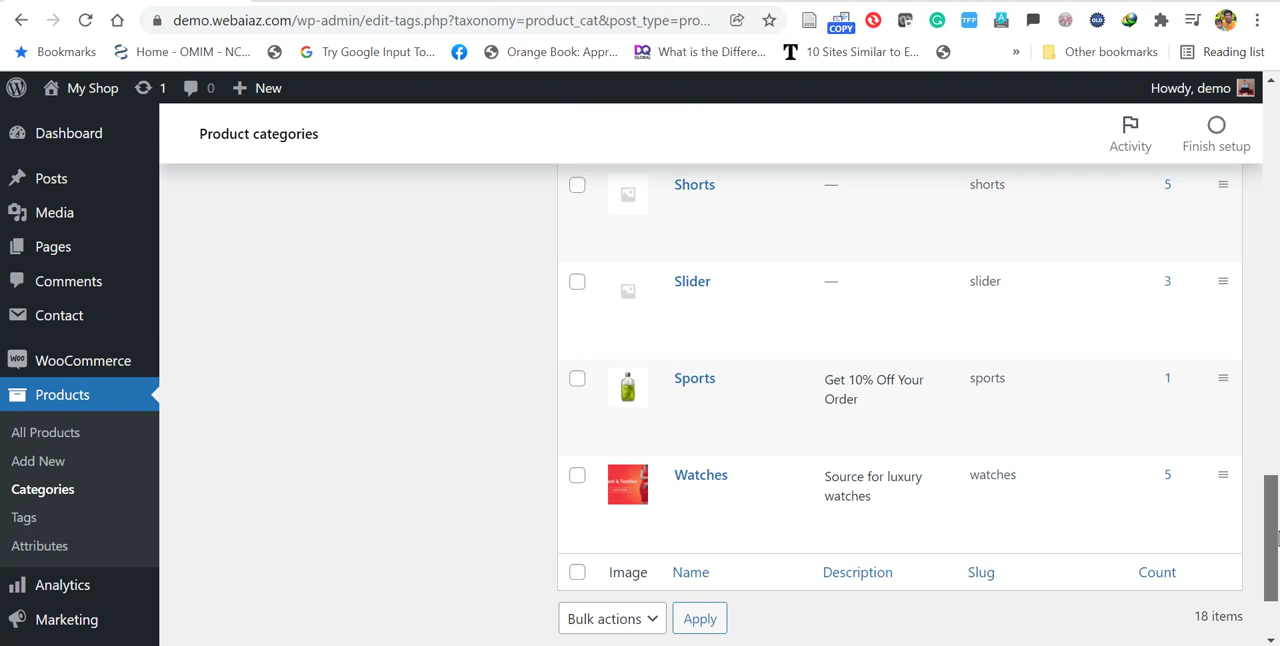 demo.webaiaz.com/wp-admin/edit-tags.php?taxonomy=product_cat&post_type=pro...
COPY
TFF
A
OLD
Bookmarks
Home - OMIM - NC...
Try Google Input To...
Orange Book: Appr...
DQ GLOBAL
What is the Differe...
T
10 Sites Similar to E...
»
Other bookmarks
Reading list
My Shop
1
0
New
Howdy, demo
Dashboard
Product categories
Activity
Finish setup
Posts
Media
Pages
Comments
Contact
Woo WooCommerce
Products
All Products
Add New
Categories
Tags
Attributes
Analytics
Marketing
Shorts — shorts 5
Slider — slider 3
Sports Get 10% Off Your sports 1
Order
Watches Source for luxury watches 5
watches
Image Name Description Slug Count
Bulk actions Apply 18 items